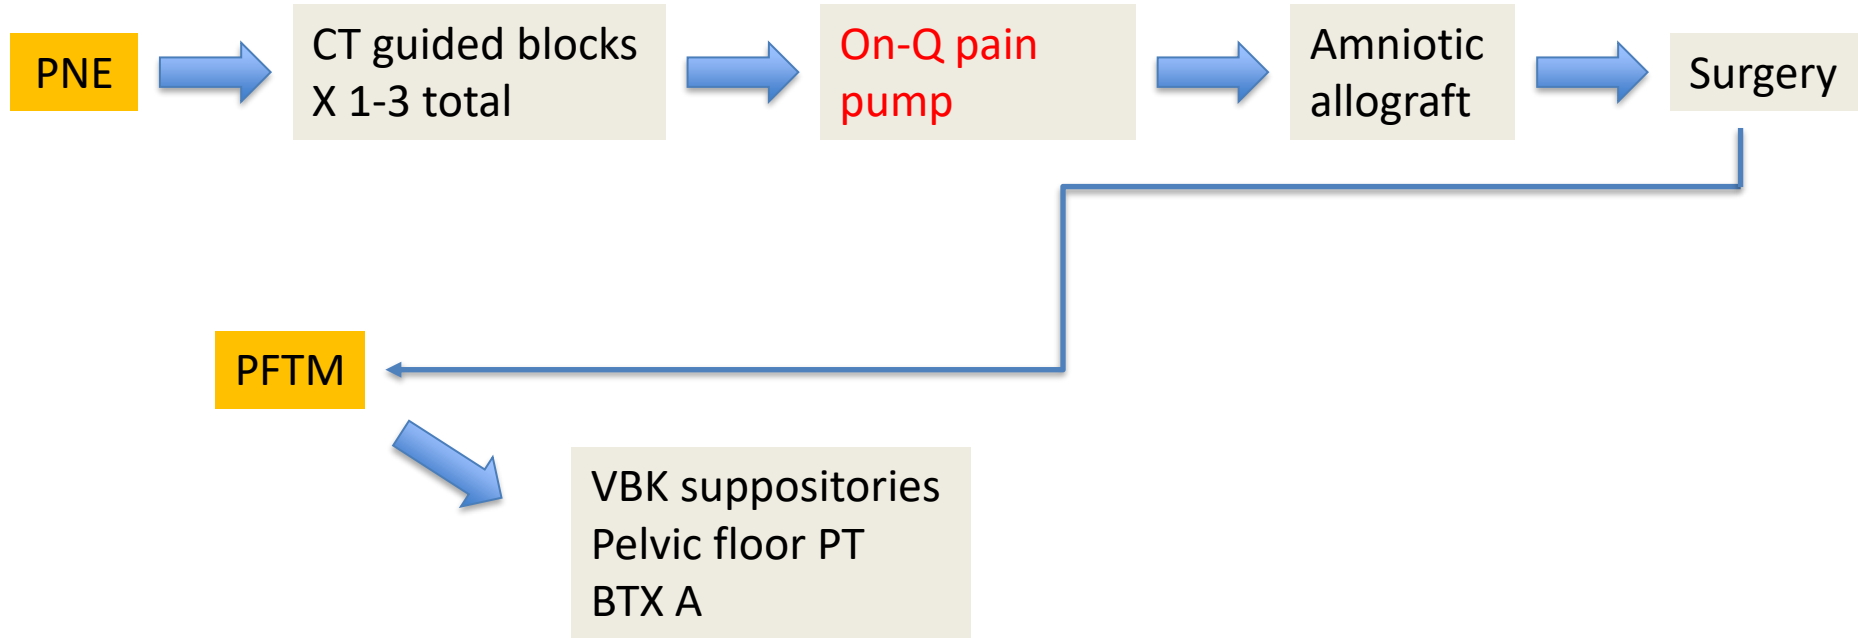 PNE
CT guided blocks
X 1-3 total
On-Q pain
pump
Amniotic
allograft
Surgery
PFTM
VBK suppositories
Pelvic floor PT
BTX A